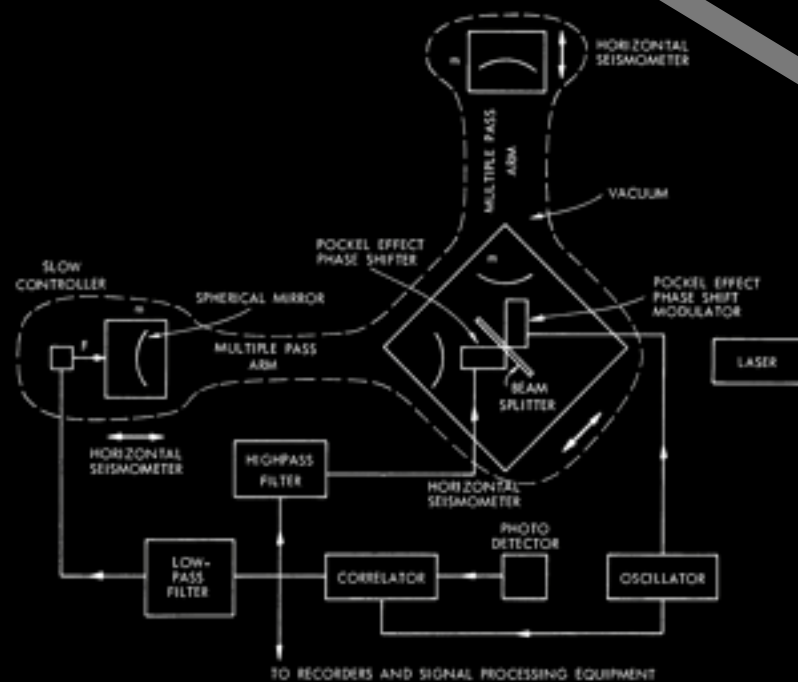 m
HORIZONTAL
SEISMOMETER
MULTIPLE PASS
ARM
VACUUM
POCKEL EFFECT
PHASE SHIFTER
m
SLOW
CONTROLLER
SPHERICAL MIRROR
POCKEL EFFECT
PHASE SHIFT
MODULATOR
m
F
MULTIPLE PASS
ARM
LASER
BEAM
SPLITTER
HORIZONTAL
SEISMOMETER
HIGHPASS
FILTER
HORIZONTAL
SEISMOMETER
PHOTO
DETECTOR
LOW-
PASS
FILTER
CORRELATOR
OSCILLATOR
TO RECORDERS AND SIGNAL PROCESSING EQUIPMENT